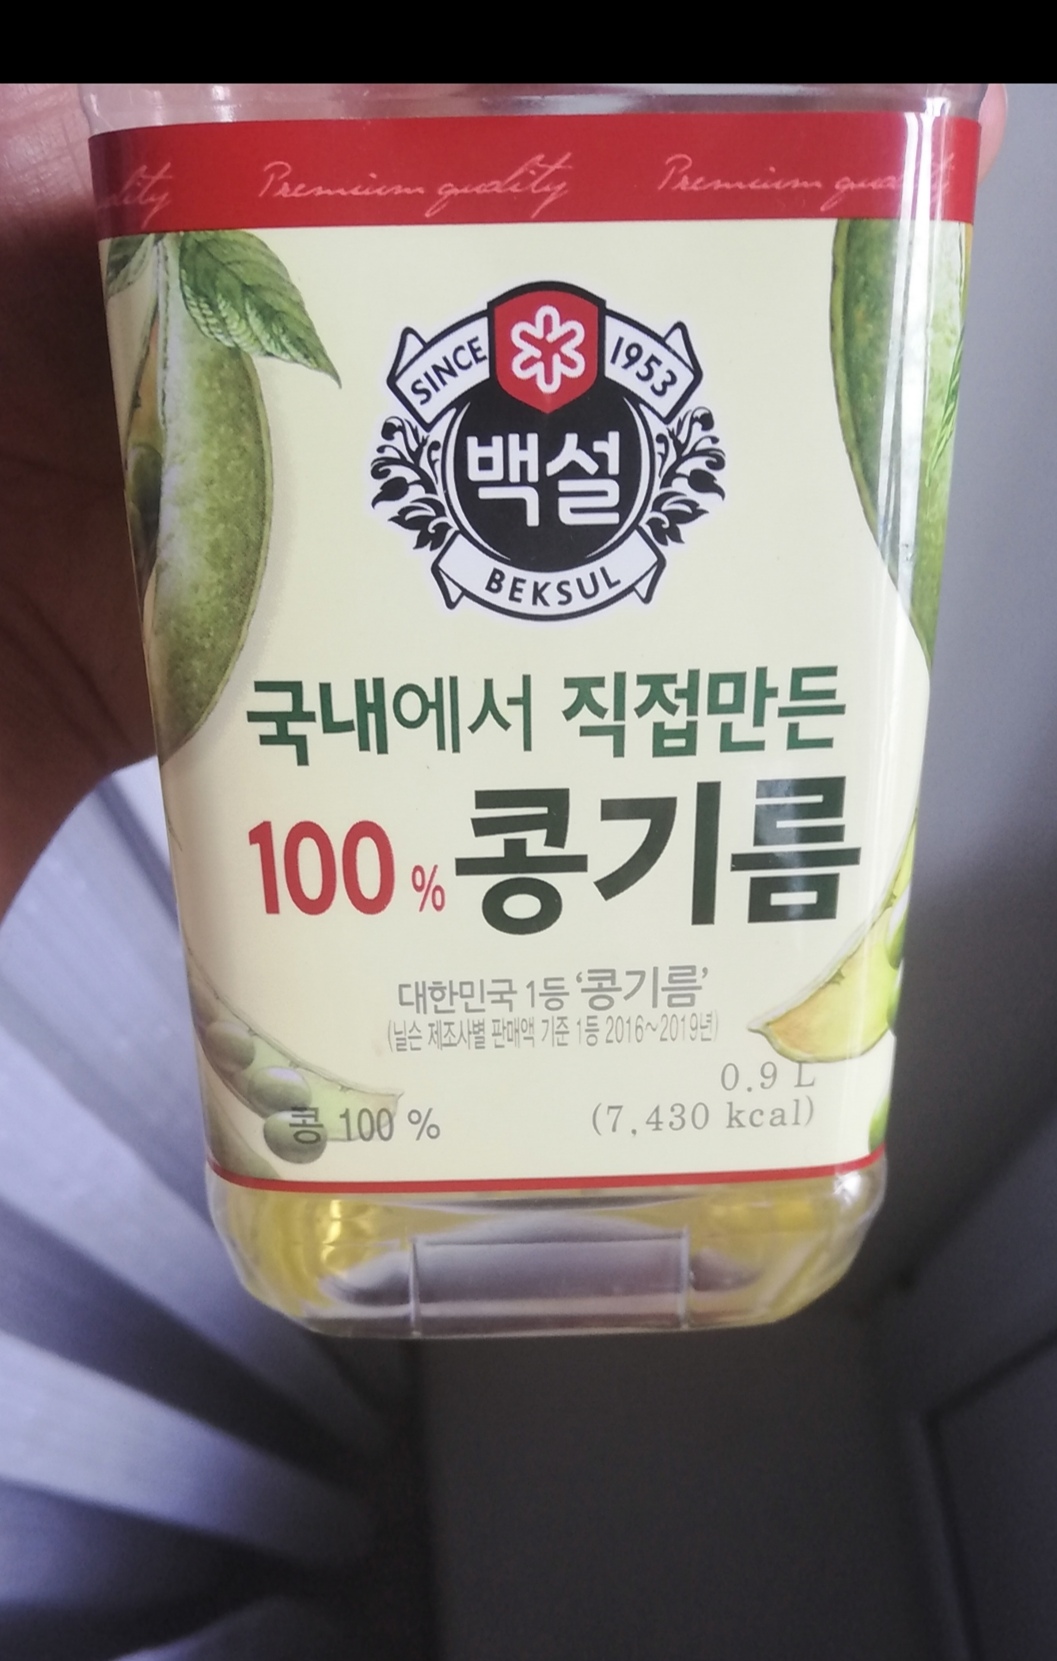 Premium quality
Premium quality
SINCE 1953
백설
BEKSUL
국내에서 직접만든
100% 콩기름
대한민국 1등 '콩기름'
(닐슨 제조사별 판매액 기준 1등 2016~2019년)
0.9 L
콩 100 % (7,430 kcal)